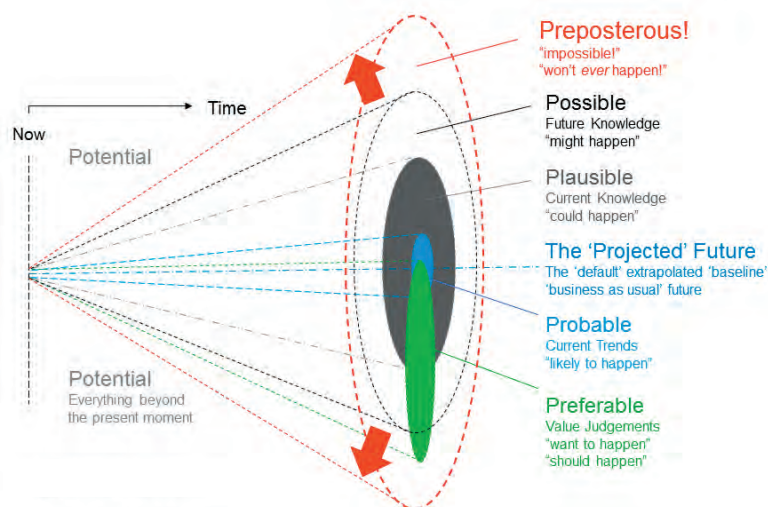 Time
Now
Potential
Potential
Everything beyond
the present moment
Preposterous!
“impossible!”
“won’t ever happen!”
Possible
Future Knowledge
“might happen”
Plausible
Current Knowledge
“could happen”
The ‘Projected’ Future
The ‘default’ extrapolated ‘baseline’
‘business as usual’ future
Probable
Current Trends
“likely to happen”
Preferable
Value Judgements
“want to happen”
“should happen”